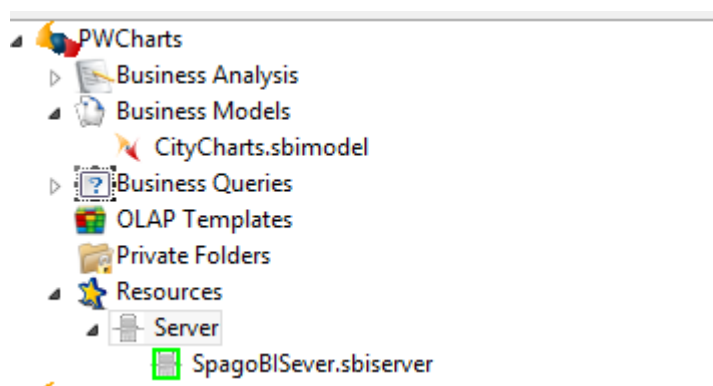 PWCharts
Business Analysis
Business Models
CityCharts.sbimodel
Business Queries
OLAP Templates
Private Folders
Resources
Server
SpagoBISever.sbiserver